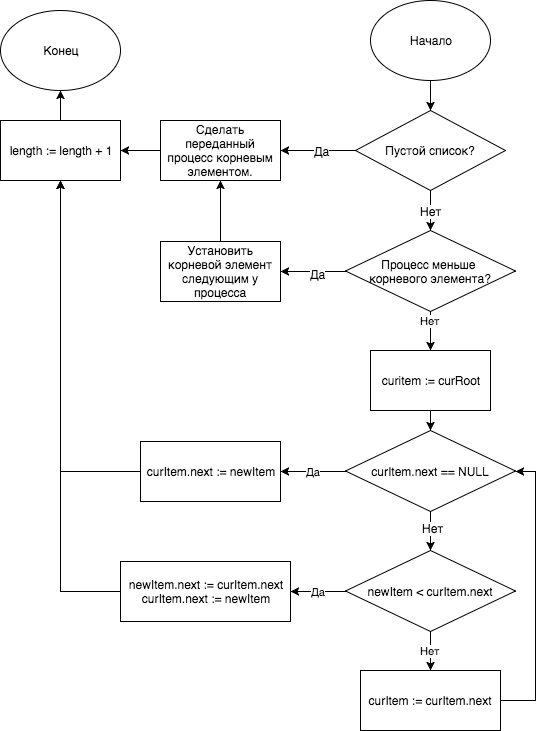 Начало
Конец
Пустой список?
Да
Сделать
переданный
процесс корневым
элементом.
length := length + 1
Нет
Процесс меньше
корневого элемента?
Да
Установить
корневой элемент
следующим у
процесса
Нет
curitem := curRoot
curItem.next == NULL
Да
curItem.next := newItem
Нет
newItem < curItem.next
Да
newItem.next := curItem.next
curItem.next := newItem
Нет
curItem := curItem.next